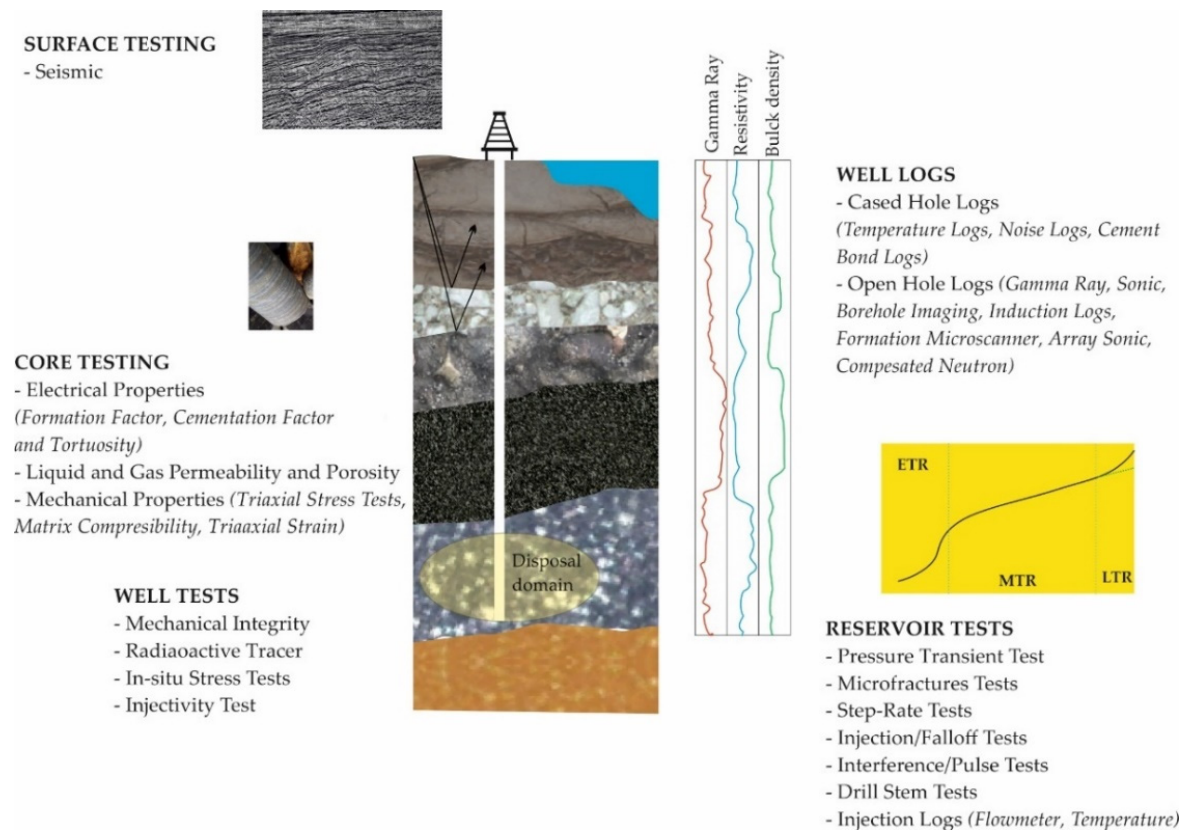 SURFACE TESTING
- Seismic
Gamma Ray
Resistivity
Bulck density
WELL LOGS
- Cased Hole Logs
(Temperature Logs, Noise Logs, Cement
Bond Logs)
- Open Hole Logs (Gamma Ray, Sonic,
Borehole Imaging, Induction Logs,
Formation Microscanner, Array Sonic,
Compesated Neutron)
CORE TESTING
- Electrical Properties
(Formation Factor, Cementation Factor
and Tortuosity)
- Liquid and Gas Permeability and Porosity
- Mechanical Properties (Triaxial Stress Tests,
Matrix Compresibility, Triaaxial Strain)
Disposal
domain
WELL TESTS
- Mechanical Integrity
- Radiaoactive Tracer
- In-situ Stress Tests
- Injectivity Test
ETR
MTR
LTR
RESERVOIR TESTS
- Pressure Transient Test
- Microfractures Tests
- Step-Rate Tests
- Injection/Falloff Tests
- Interference/Pulse Tests
- Drill Stem Tests
- Injection Logs (Flowmeter, Temperature)